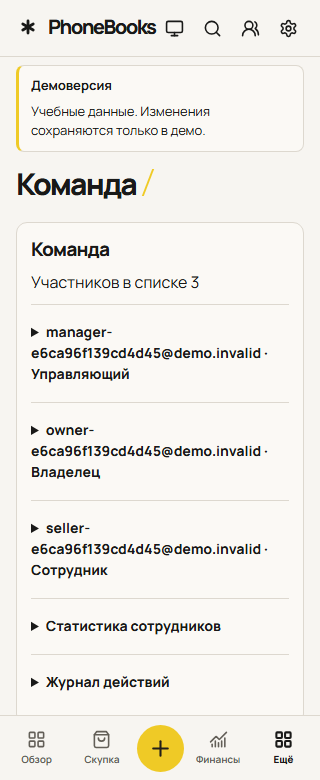 PhoneBooks
Демоверсия
Учебные данные. Изменения
сохраняются только в демо.
Команда /
Команда
Участников в списке 3
manager-
e6ca96f139cd4d45@demo.invalid ·
Управляющий
owner-
e6ca96f139cd4d45@demo.invalid ·
Владелец
seller-
e6ca96f139cd4d45@demo.invalid ·
Сотрудник
Статистика сотрудников
Журнал действий
Обзор
Скупка
Финансы
Ещё